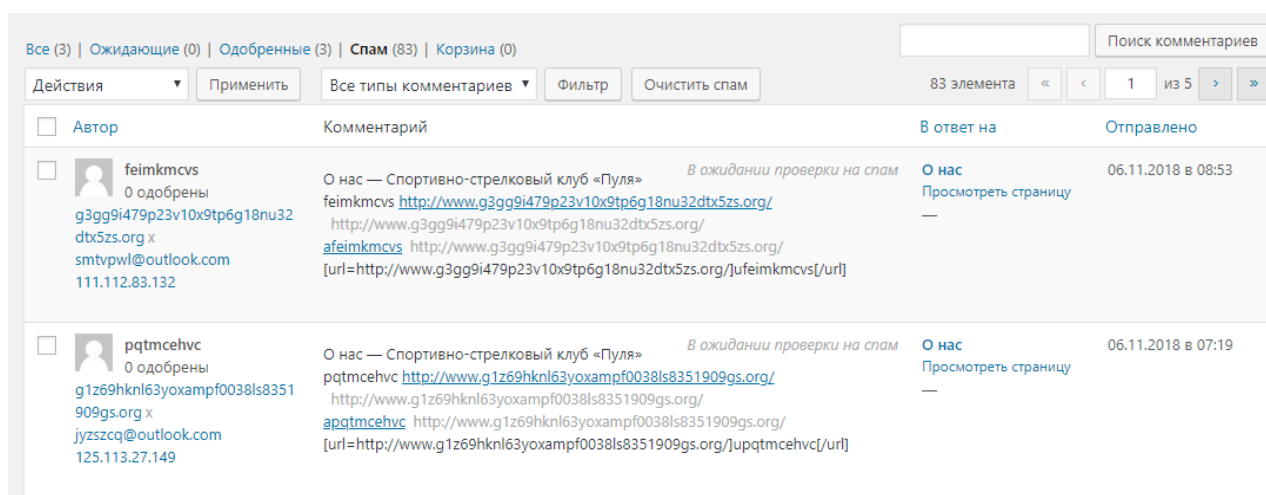 Все (3) | Ожидающие (0) | Одобренные (3) | Спам (83) | Корзина (0)
Поиск комментариев
Действия Применить Все типы комментариев Фильтр Очистить спам 83 элемента « ‹ 1 из 5 › »
Автор Комментарий В ответ на Отправлено
feimkmcvs
0 одобрены
g3gg9i479p23v10x9tp6g18nu32
dtx5zs.org x
smtvpwl@outlook.com
111.112.83.132
В ожидании проверки на спам
О нас — Спортивно-стрелковый клуб «Пуля»
feimkmcvs http://www.g3gg9i479p23v10x9tp6g18nu32dtx5zs.org/
http://www.g3gg9i479p23v10x9tp6g18nu32dtx5zs.org/
afeimkmcvs http://www.g3gg9i479p23v10x9tp6g18nu32dtx5zs.org/
[url=http://www.g3gg9i479p23v10x9tp6g18nu32dtx5zs.org/]ufeimkmcvs[/url]
О нас
Просмотреть страницу
—
06.11.2018 в 08:53
pqtmcehvc
0 одобрены
g1z69hknl63yoxampf0038ls8351
909gs.org x
jyzszcq@outlook.com
125.113.27.149
В ожидании проверки на спам
О нас — Спортивно-стрелковый клуб «Пуля»
pqtmcehvc http://www.g1z69hknl63yoxampf0038ls8351909gs.org/
http://www.g1z69hknl63yoxampf0038ls8351909gs.org/
apqtmcehvc http://www.g1z69hknl63yoxampf0038ls8351909gs.org/
[url=http://www.g1z69hknl63yoxampf0038ls8351909gs.org/]upqtmcehvc[/url]
О нас
Просмотреть страницу
—
06.11.2018 в 07:19